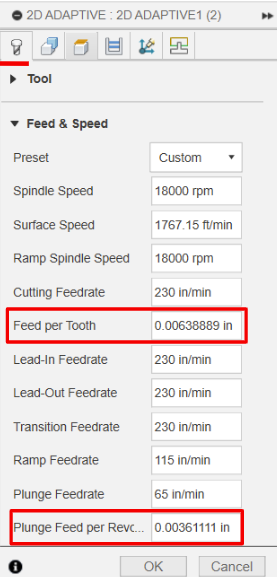 2D ADAPTIVE : 2D ADAPTIVE1 (2)
Tool
Feed & Speed
Preset Custom
Spindle Speed 18000 rpm
Surface Speed 1767.15 ft/min
Ramp Spindle Speed 18000 rpm
Cutting Feedrate 230 in/min
Feed per Tooth 0.00638889 in
Lead-In Feedrate 230 in/min
Lead-Out Feedrate 230 in/min
Transition Feedrate 230 in/min
Ramp Feedrate 115 in/min
Plunge Feedrate 65 in/min
Plunge Feed per Revo... 0.00361111 in
OK Cancel